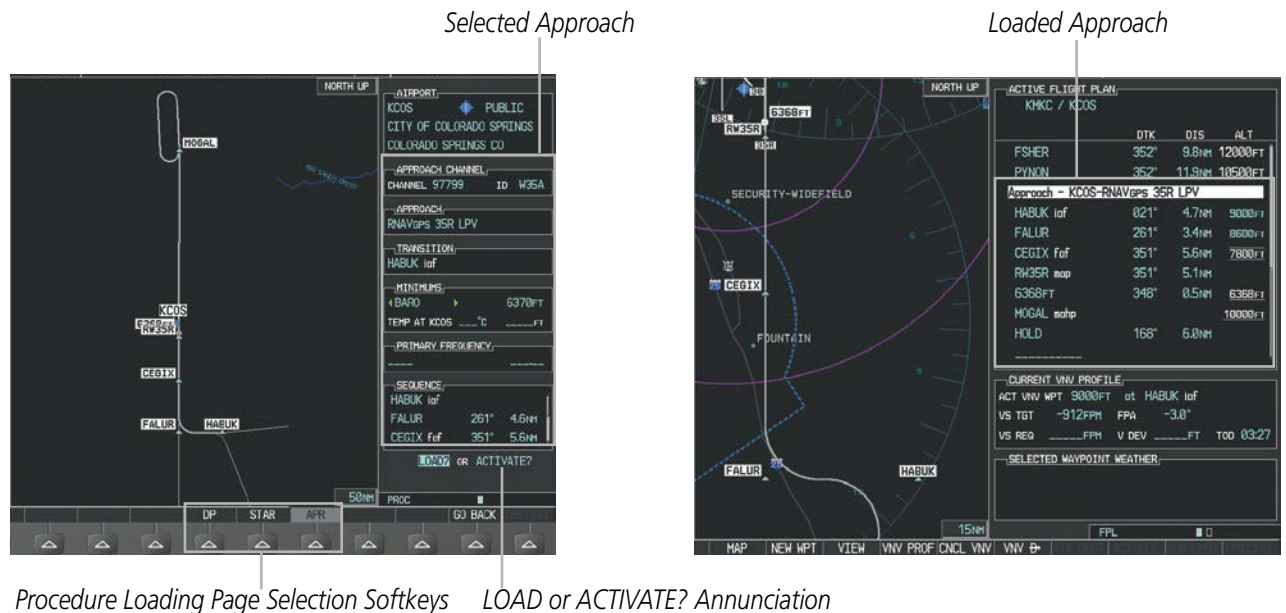 Selected Approach
Loaded Approach
NORTH UP
MOGAL
KCOS
RW35R
CEGIX
FALUR
HABUK
50NM
AIRPORT
KCOS PUBLIC
CITY OF COLORADO SPRINGS
COLORADO SPRINGS CO
APPROACH CHANNEL
CHANNEL 97799 ID W35A
APPROACH
RNAVGPS 35R LPV
TRANSITION
HABUK iaf
MINIMUMS
BARO 6370FT
TEMP AT KCOS ___°C _____FT
PRIMARY FREQUENCY
SEQUENCE
HABUK iaf
FALUR 261° 4.6NM
CEGIX faf 351° 5.6NM
LOAD? OR ACTIVATE?
PROC
DP STAR APR GO BACK
NORTH UP
6368FT
35L
RW35R
35R
SECURITY-WIDEFIELD
CEGIX
FOUNTAIN
FALUR
HABUK
15NM
ACTIVE FLIGHT PLAN
KMKC / KCOS
DTK DIS ALT
FSHER 352° 9.8NM 12000FT
PYNON 352° 11.9NM 10500FT
Approach - KCOS-RNAVGPS 35R LPV
HABUK iaf 021° 4.7NM 9000FT
FALUR 261° 3.4NM 8600FT
CEGIX faf 351° 5.6NM 7800FT
RW35R map 351° 5.1NM
6368FT 348° 0.5NM 6368FT
MOGAL mahp 10000FT
HOLD 168° 6.0NM
CURRENT VNV PROFILE
ACT VNV WPT 9000FT at HABUK iaf
VS TGT -912FPM FPA -3.0°
VS REQ _____FPM V DEV _____FT TOD 03:27
SELECTED WAYPOINT WEATHER
FPL
MAP NEW WPT VIEW VNV PROF CNCL VNV VNV
Procedure Loading Page Selection Softkeys
LOAD or ACTIVATE? Annunciation